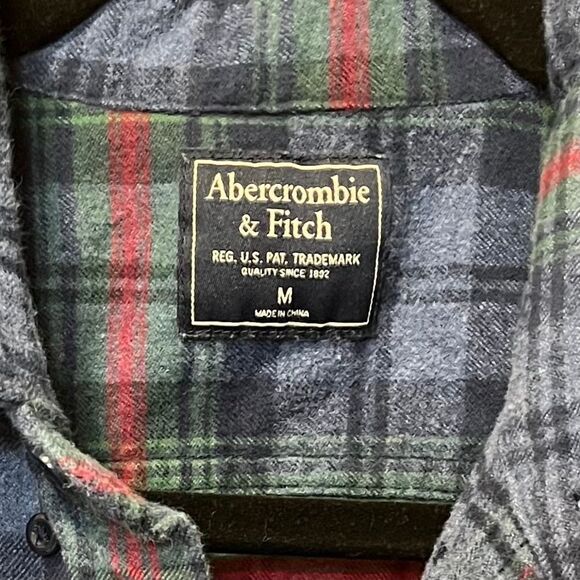 Abercrombie
& Fitch
REG. U.S. PAT. TRADEMARK
QUALITY SINCE 1892
M
MADE IN CHINA